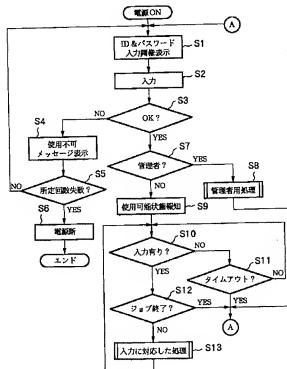 電源ON
A
ID&パスワード
入力画像表示
S1
入力
S2
OK?
S3
NO
YES
S4
使用不可
メッセージ表示
管理者?
S7
YES
NO
S5
所定回数失敗?
NO
YES
S8
管理者用処理
S6
電源断
使用可能状態報知
S9
エンド
入力有り?
S10
NO
YES
S11
タイムアウト?
NO
YES
S12
ジョブ終了?
YES
NO
A
入力に対応した処理
S13